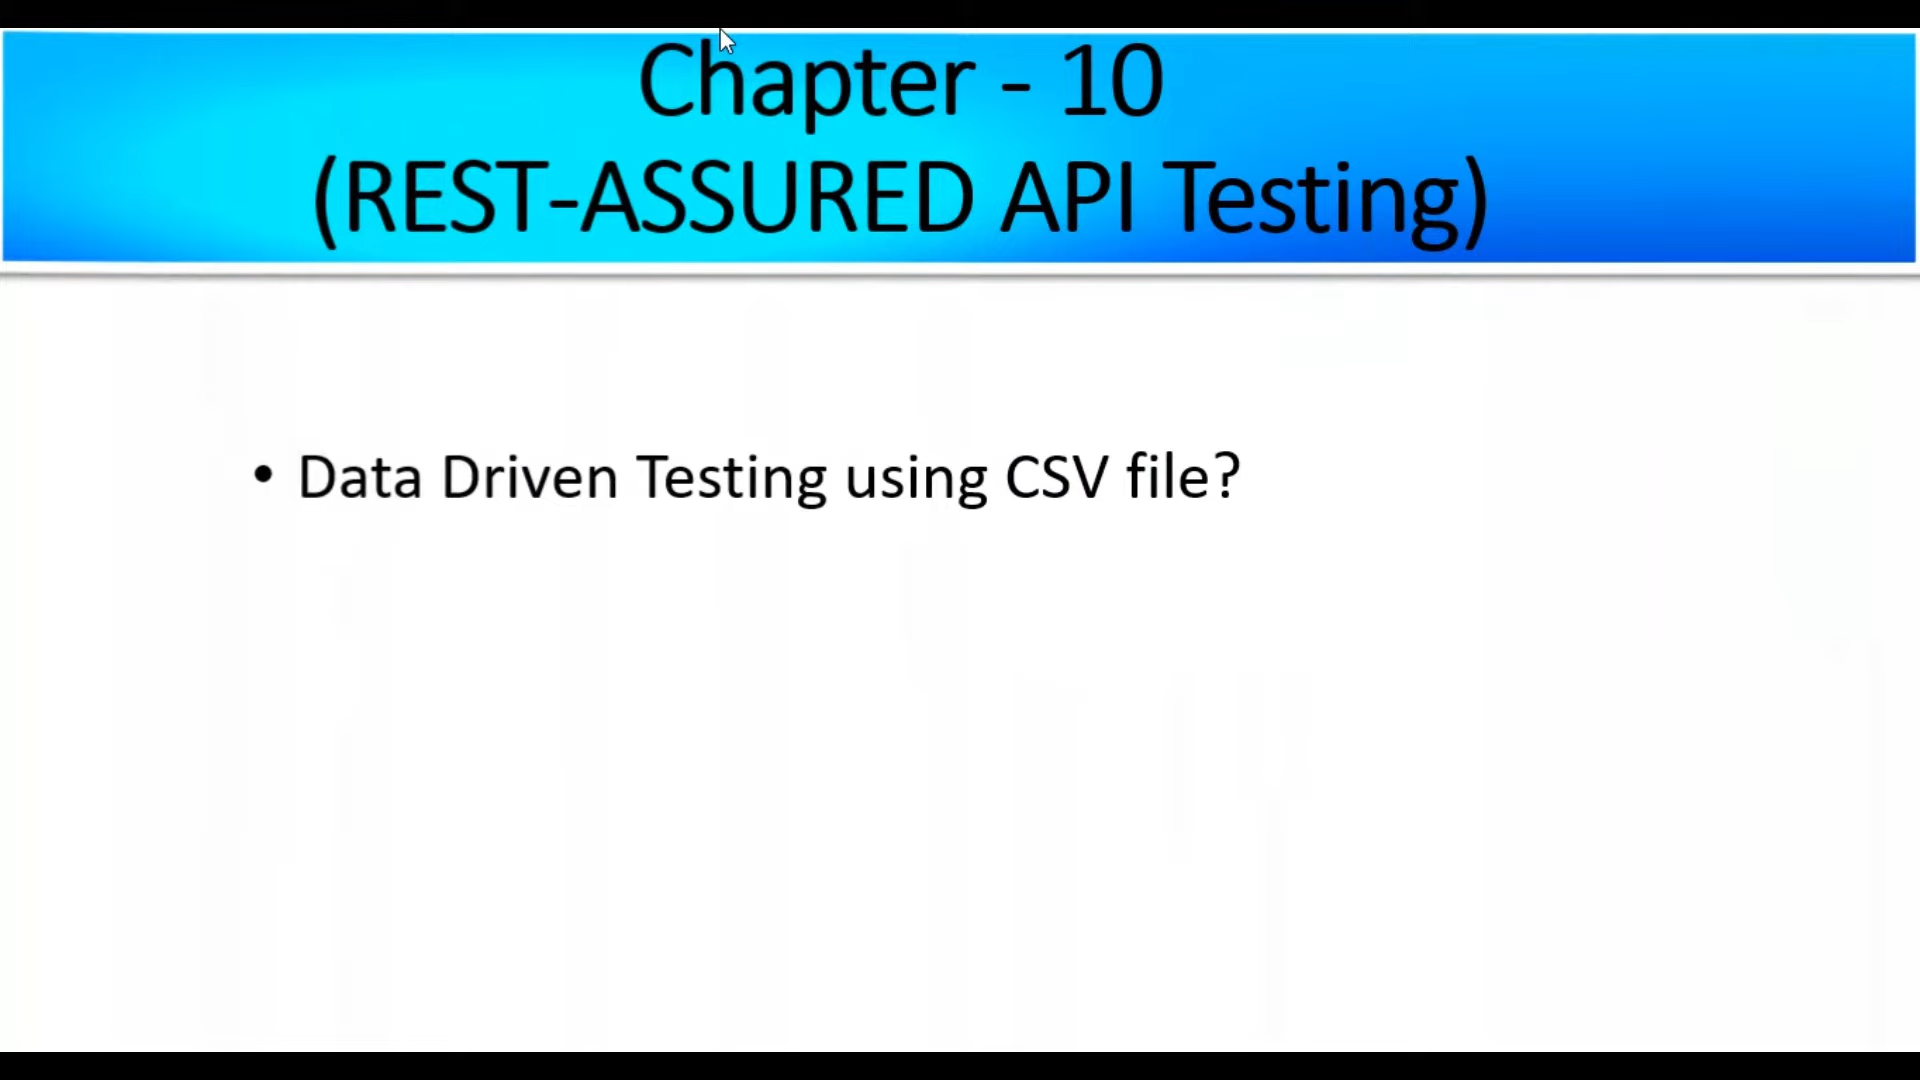 Chapter - 10
(REST-ASSURED API Testing)
• Data Driven Testing using CSV file?